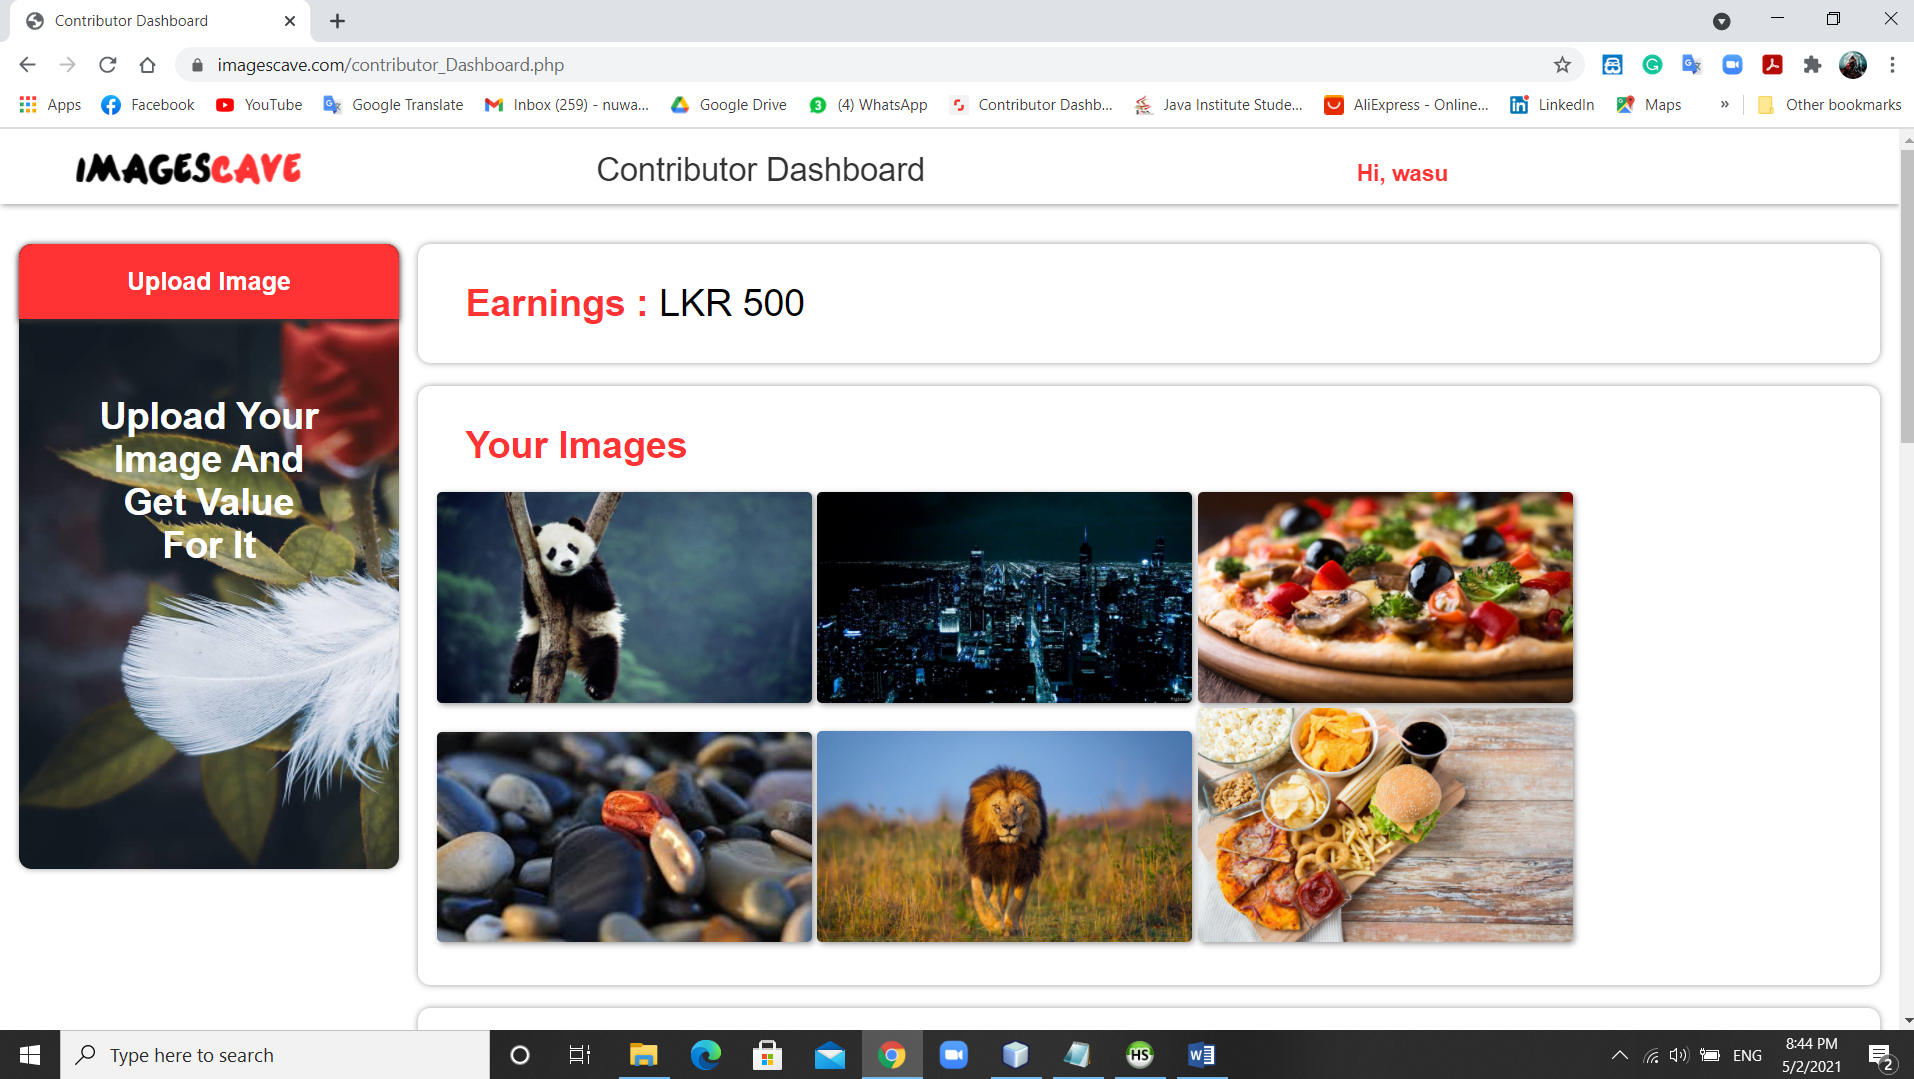 Contributor Dashboard
imagescave.com/contributor_Dashboard.php
Apps Facebook YouTube Google Translate Inbox (259) - nuwa... Google Drive (4) WhatsApp Contributor Dashb... Java Institute Stude... AliExpress - Online... LinkedIn Maps » Other bookmarks
IMAGESCAVE Contributor Dashboard Hi, wasu
Upload Image
Upload Your
Image And
Get Value
For It
Earnings : LKR 500
Your Images
Type here to search
ENG
8:44 PM
5/2/2021
2